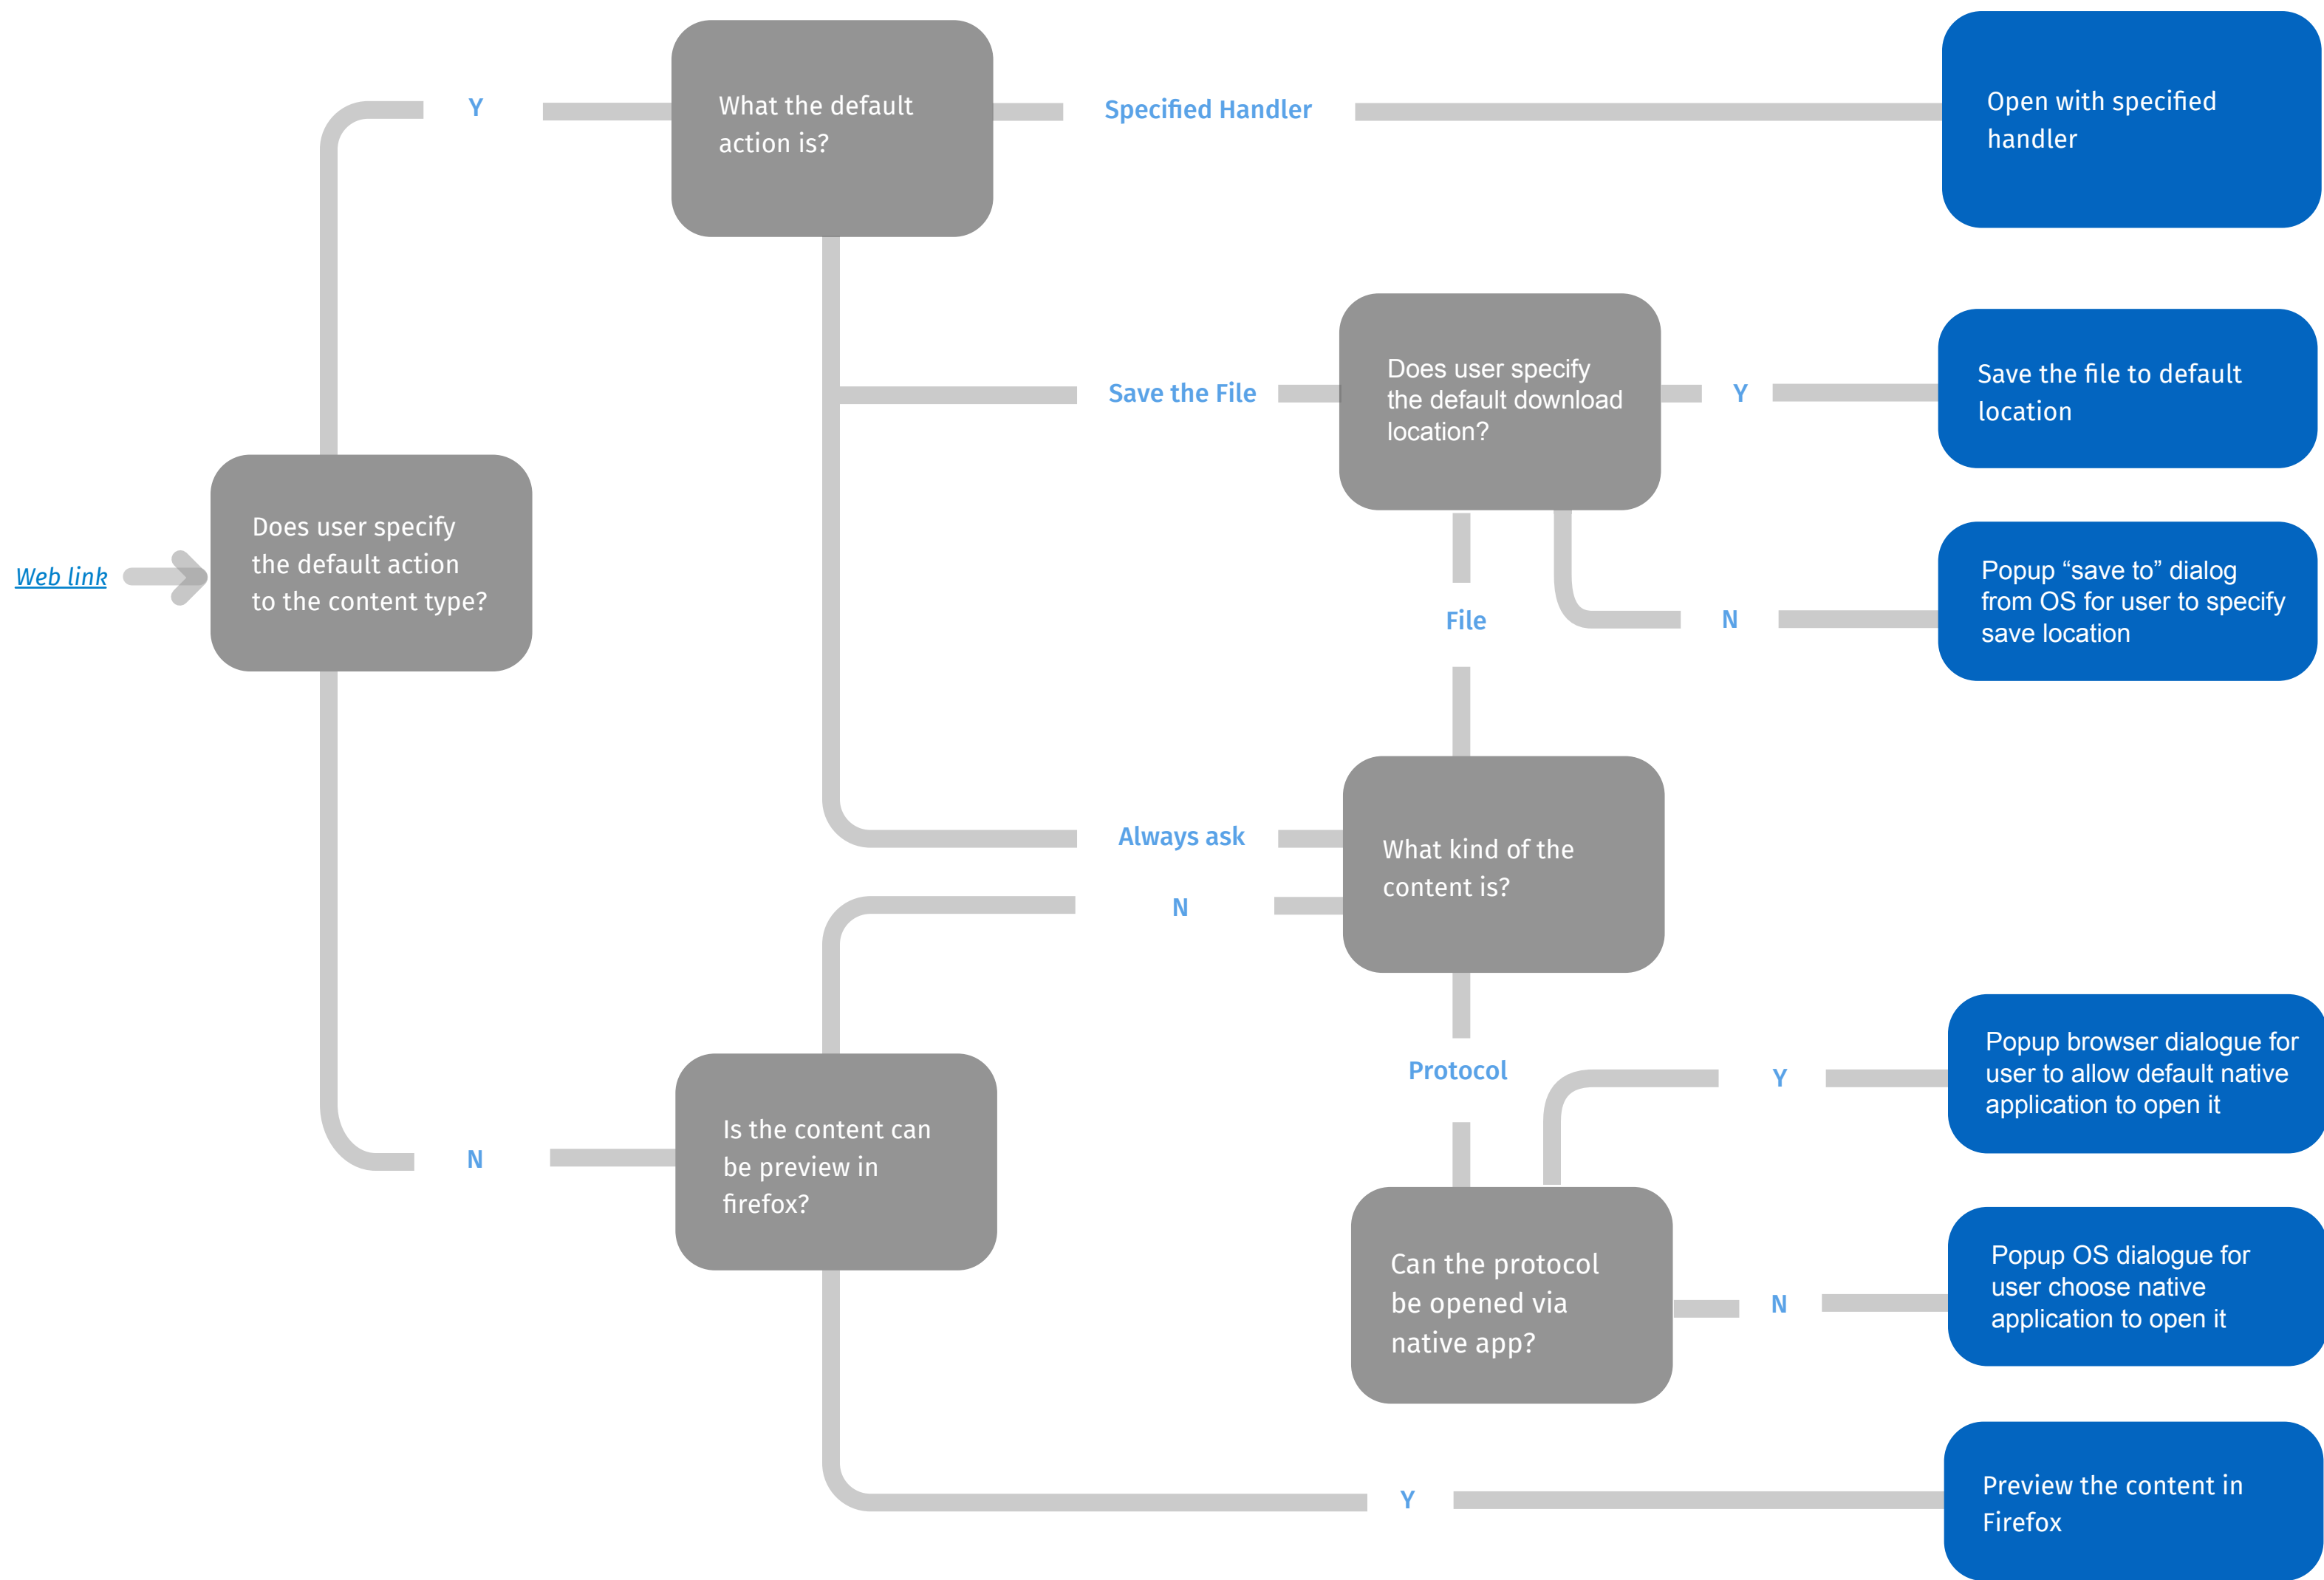 Y
What the default
action is?
Specified Handler
Open with specified
handler
Save the File
Does user specify
the default download
location?
Y
Save the file to default
location
Web link
Does user specify
the default action
to the content type?
File
N
Popup “save to” dialog
from OS for user to specify
save location
Always ask
N
What kind of the
content is?
Protocol
Y
Popup browser dialogue for
user to allow default native
application to open it
N
Is the content can
be preview in
firefox?
Can the protocol
be opened via
native app?
N
Popup OS dialogue for
user choose native
application to open it
Y
Preview the content in
Firefox